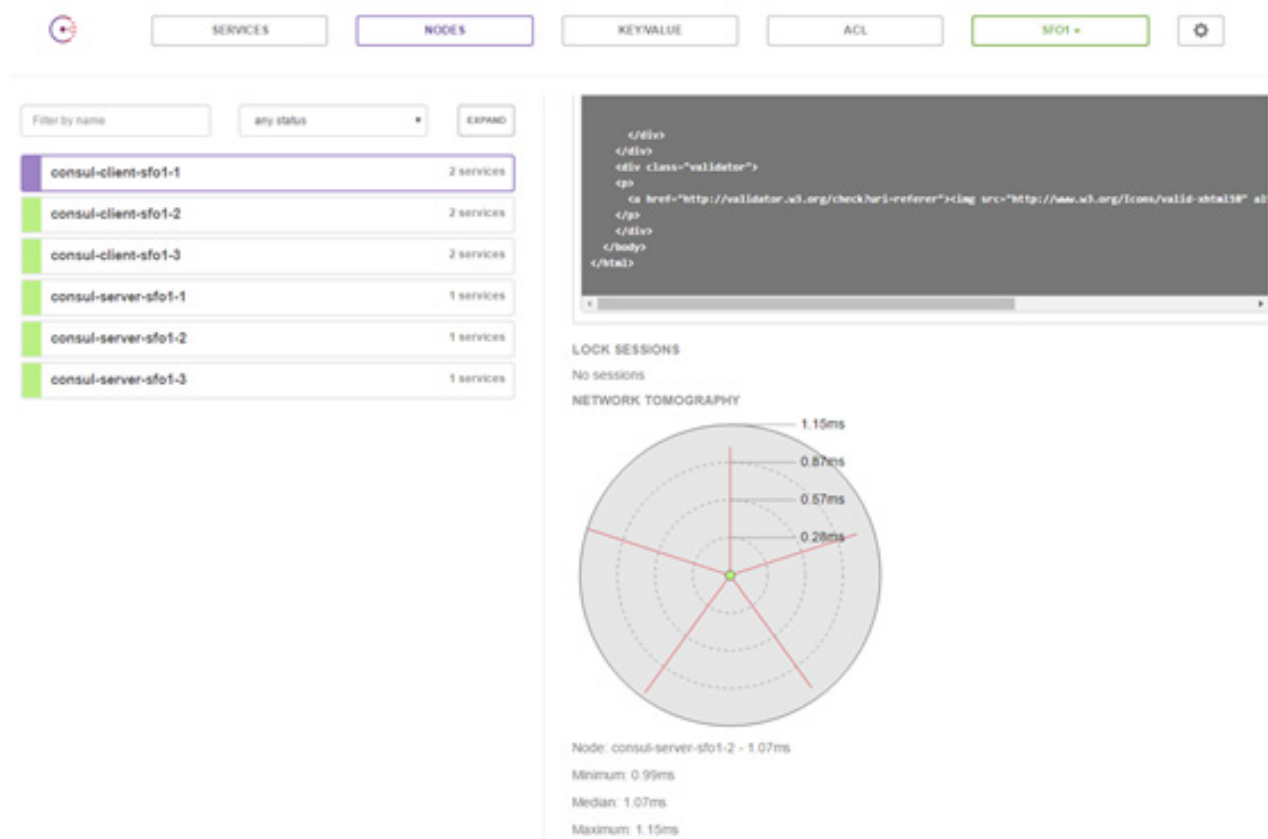 SERVICES
NODES
KEY/VALUE
ACL
SFO1
Filter by name
any status
EXPAND
consul-client-sfo1-1 2 services
consul-client-sfo1-2 2 services
consul-client-sfo1-3 2 services
consul-server-sfo1-1 1 services
consul-server-sfo1-2 1 services
consul-server-sfo1-3 1 services
</div>
</div>
<div class="validator">
<p>
<a href="http://validator.w3.org/check?uri=referer"><img src="http://www.w3.org/Icons/valid-xhtml10" al
</p>
</div>
</body>
</html>
LOCK SESSIONS
No sessions
NETWORK TOMOGRAPHY
1.15ms
0.87ms
0.57ms
0.28ms
Node: consul-server-sfo1-2 - 1.07ms
Minimum: 0.99ms
Median: 1.07ms
Maximum: 1.15ms